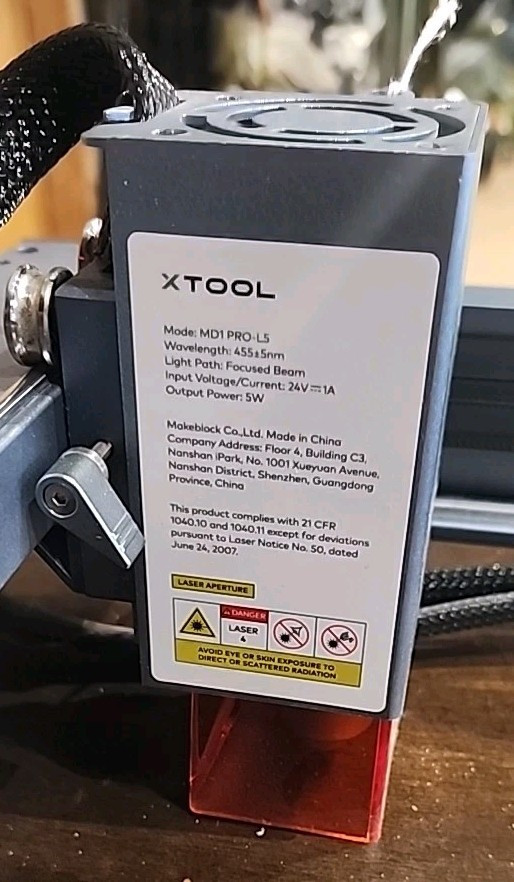 XTOOL
Mode: MD1 PRO-L5
Wavelength: 455±5nm
Light Path: Focused Beam
Input Voltage/Current: 24V⎓1A
Output Power: 5W
Makeblock Co.,Ltd. Made in China
Company Address: Floor 4, Building C3,
Nanshan iPark, No. 1001 Xueyuan Avenue,
Nanshan District, Shenzhen, Guangdong
Province, China
This product complies with 21 CFR
1040.10 and 1040.11 except for deviations
pursuant to Laser Notice No. 50, dated
June 24, 2007.
LASER APERTURE
DANGER
LASER
4
AVOID EYE OR SKIN EXPOSURE TO
DIRECT OR SCATTERED RADIATION